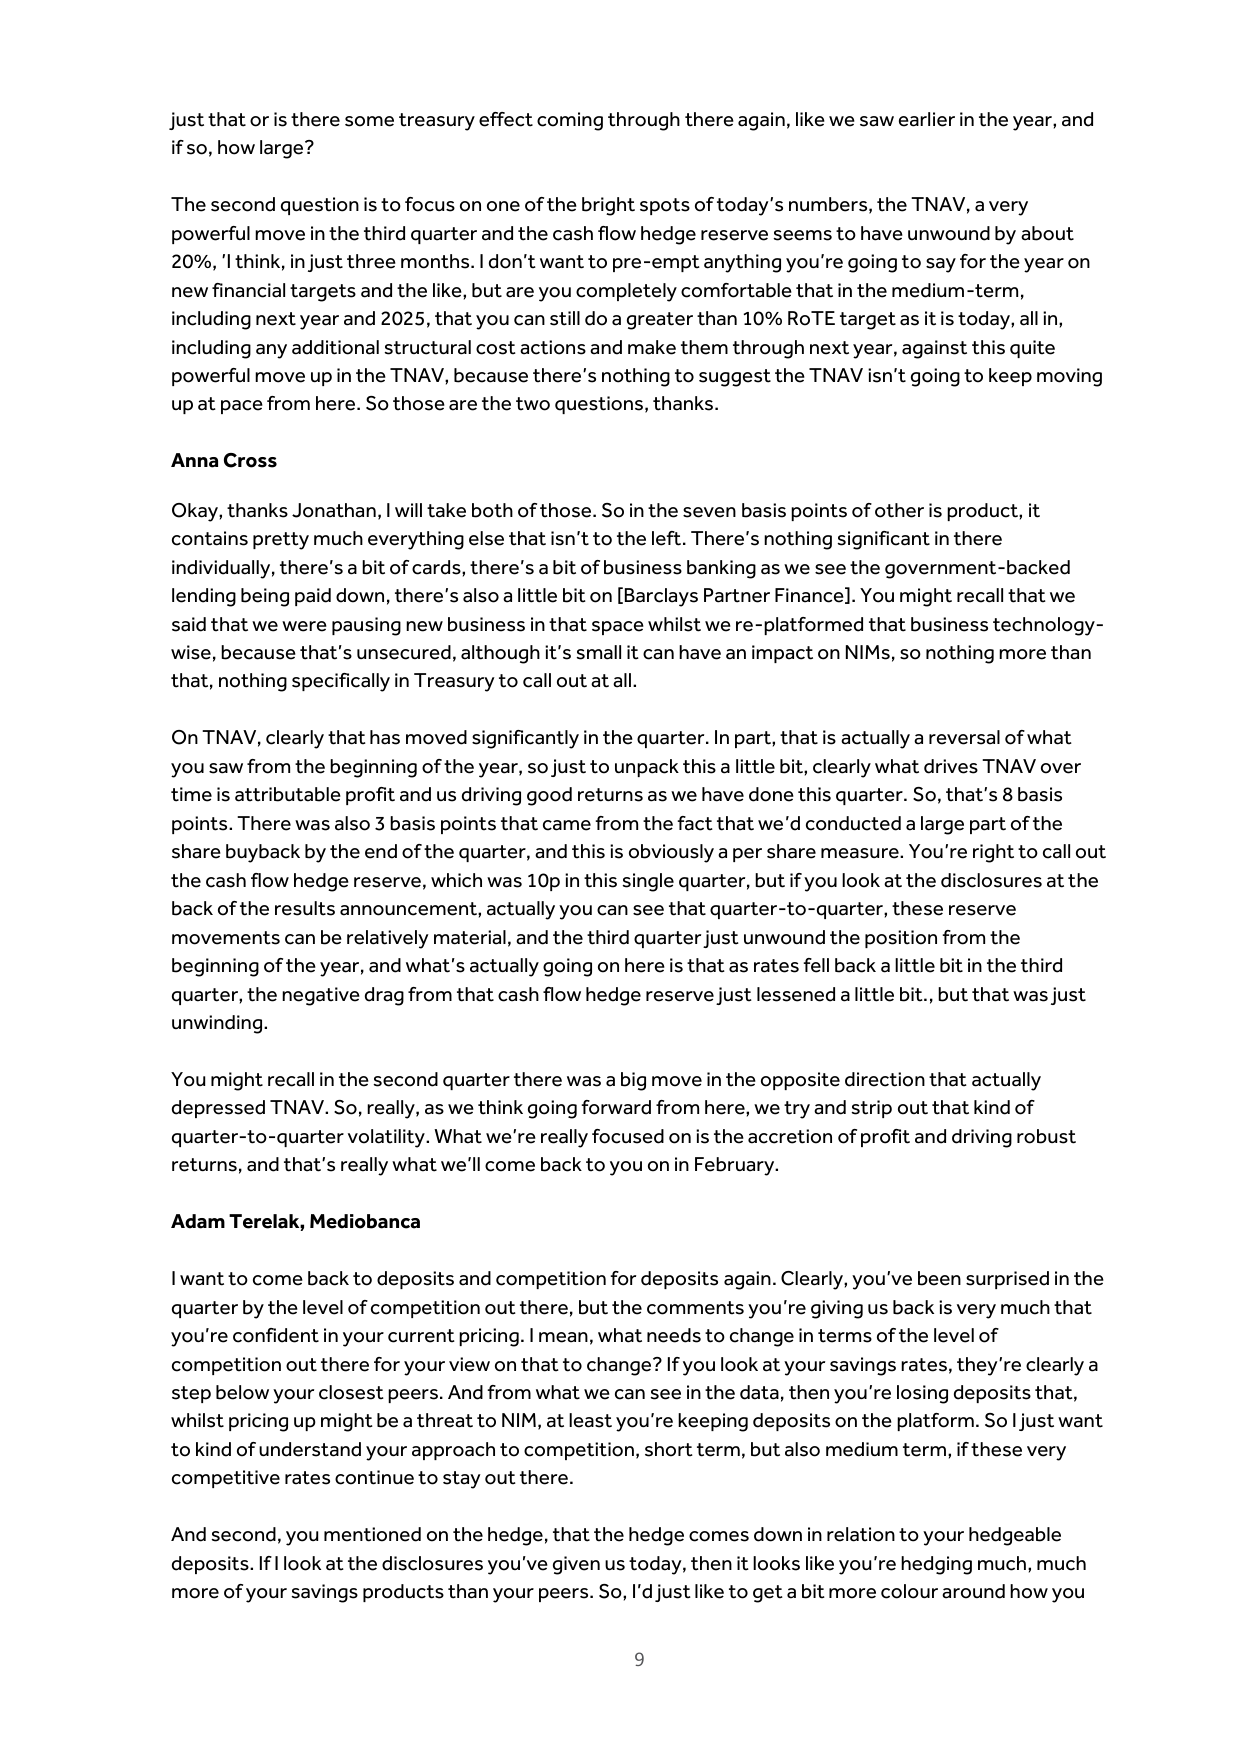 just that or is there some treasury effect coming through there again, like we saw earlier in the year, and
if so, how large?
The second question is to focus on one of the bright spots of today's numbers, the TNAV, a very
powerful move in the third quarter and the cash flow hedge reserve seems to have unwound by about
20%, 'I think, in just three months. I don't want to pre-empt anything you're going to say for the year on
new financial targets and the like, but are you completely comfortable that in the medium-term,
including next year and 2025, that you can still do a greater than 10% RoTE target as it is today, all in,
including any additional structural cost actions and make them through next year, against this quite
powerful move up in the TNAV, because there's nothing to suggest the TNAV isn't going to keep moving
up at pace from here. So those are the two questions, thanks.
Anna Cross
Okay, thanks Jonathan, I will take both of those. So in the seven basis points of other is product, it
contains pretty much everything else that isn't to the left. There's nothing significant in there
individually, there's a bit of cards, there's a bit of business banking as we see the government-backed
lending being paid down, there's also a little bit on [Barclays Partner Finance]. You might recall that we
said that we were pausing new business in that space whilst we re-platformed that business technology-
wise, because that's unsecured, although it's small it can have an impact on NIMs, so nothing more than
that, nothing specifically in Treasury to call out at all.
On TNAV, clearly that has moved significantly in the quarter. In part, that is actually a reversal of what
you saw from the beginning of the year, so just to unpack this a little bit, clearly what drives TNAV over
time is attributable profit and us driving good returns as we have done this quarter. So, that's 8 basis
points. There was also 3 basis points that came from the fact that we'd conducted a large part of the
share buyback by the end of the quarter, and this is obviously a per share measure. You're right to call out
the cash flow hedge reserve, which was 10p in this single quarter, but if you look at the disclosures at the
back of the results announcement, actually you can see that quarter-to-quarter, these reserve
movements can be relatively material, and the third quarter just unwound the position from the
beginning of the year, and what's actually going on here is that as rates fell back a little bit in the third
quarter, the negative drag from that cash flow hedge reserve just lessened a little bit., but that was just
unwinding.
You might recall in the second quarter there was a big move in the opposite direction that actually
depressed TNAV. So, really, as we think going forward from here, we try and strip out that kind of
quarter-to-quarter volatility. What we're really focused on is the accretion of profit and driving robust
returns, and that's really what we'll come back to you on in February.
Adam Terelak, Mediobanca
I want to come back to deposits and competition for deposits again. Clearly, you've been surprised in the
quarter by the level of competition out there, but the comments you're giving us back is very much that
you're confident in your current pricing. I mean, what needs to change in terms of the level of
competition out there for your view on that to change? If you look at your savings rates, they're clearly a
step below your closest peers. And from what we can see in the data, then you're losing deposits that,
whilst pricing up might be a threat to NIM, at least you're keeping deposits on the platform. So I just want
to kind of understand your approach to competition, short term, but also medium term, if these very
competitive rates continue to stay out there.
And second, you mentioned on the hedge, that the hedge comes down in relation to your hedgeable
deposits. If I look at the disclosures you've given us today, then it looks like you're hedging much, much
more of your savings products than your peers. So, I'd just like to get a bit more colour around how you
9